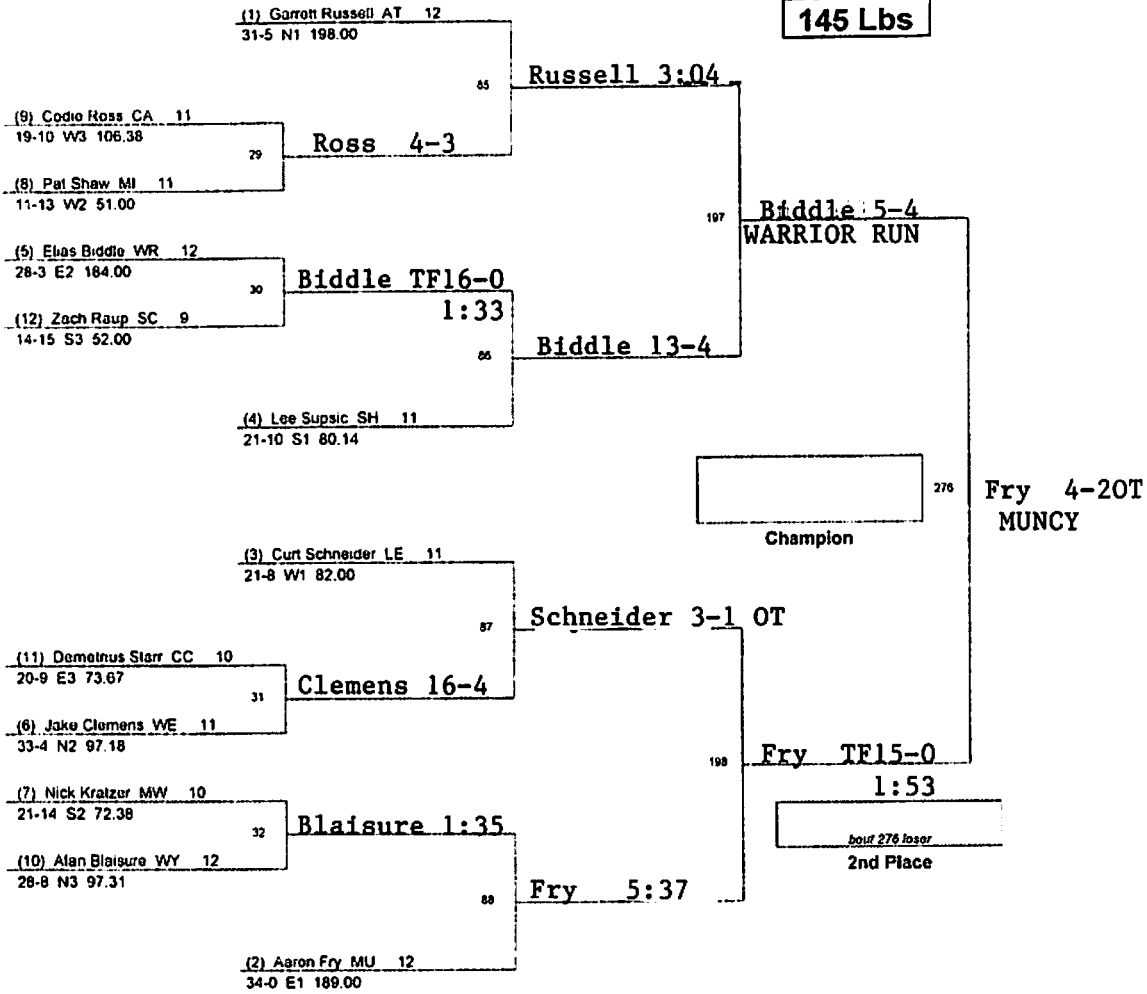 145 Lbs
(1) Garrott Russell AT 12
31-5 N1 198.00
85 Russell 3:04
(9) Codie Ross CA 11
19-10 W3 106.38
29 Ross 4-3
(8) Pat Shaw MI 11
11-13 W2 51.00
197 Biddle 5-4
WARRIOR RUN
(5) Elias Biddle WR 12
28-3 E2 184.00
30 Biddle TF16-0
1:33
(12) Zach Raup SC 9
14-15 S3 52.00
86 Biddle 13-4
(4) Lee Supsic SH 11
21-10 S1 80.14
276 Fry 4-2OT
MUNCY
Champion
(3) Curt Schneider LE 11
21-8 W1 82.00
87 Schneider 3-1 OT
(11) Demetrius Starr CC 10
20-9 E3 73.67
31 Clemens 16-4
(6) Jake Clemens WE 11
33-4 N2 97.18
198 Fry TF15-0
1:53
(7) Nick Kratzer MW 10
21-14 S2 72.38
32 Blaisure 1:35
bout 276 loser
2nd Place
(10) Alan Blaisure WY 12
28-8 N3 97.31
88 Fry 5:37
(2) Aaron Fry MU 12
34-0 E1 189.00